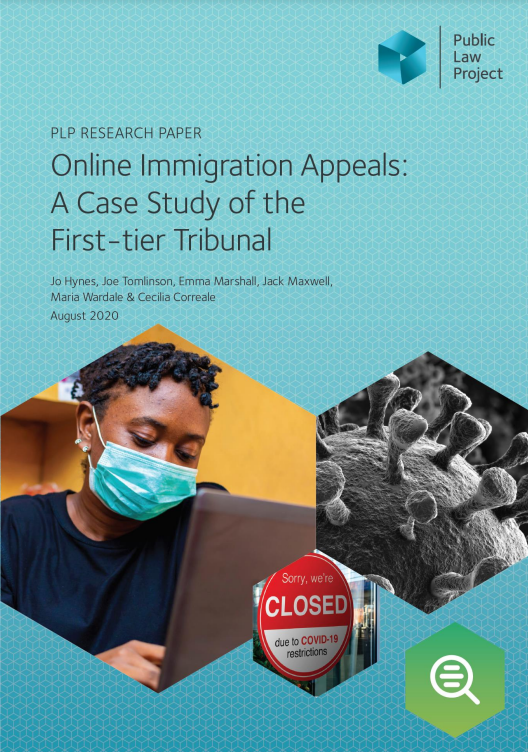 Public
Law
Project
PLP RESEARCH PAPER
Online Immigration Appeals:
A Case Study of the
First-tier Tribunal
Jo Hynes, Joe Tomlinson, Emma Marshall, Jack Maxwell,
Maria Wardale & Cecilia Correale
August 2020
Sorry, we're
CLOSED
due to COVID-19
restrictions